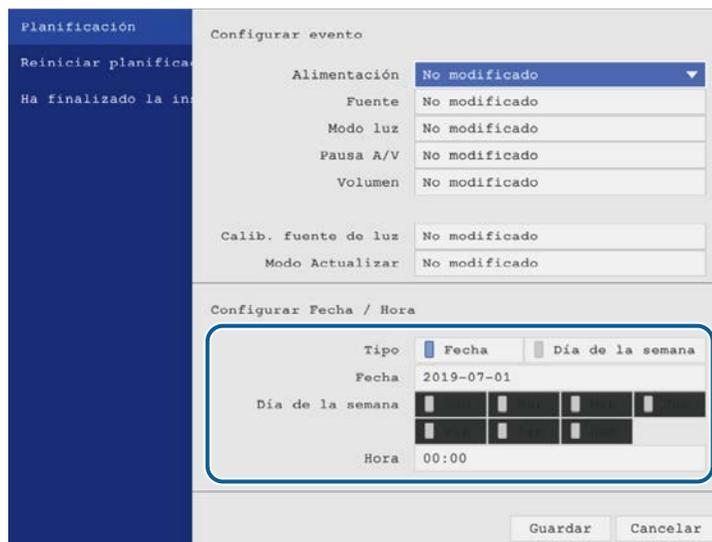 Planificación
Reiniciar planifica
Ha finalizado la in
Configurar evento
Alimentación No modificado
Fuente No modificado
Modo luz No modificado
Pausa A/V No modificado
Volumen No modificado
Calib. fuente de luz No modificado
Modo Actualizar No modificado
Configurar Fecha / Hora
Tipo Fecha Día de la semana
Fecha 2019-07-01
Día de la semana
Hora 00:00
Guardar Cancelar